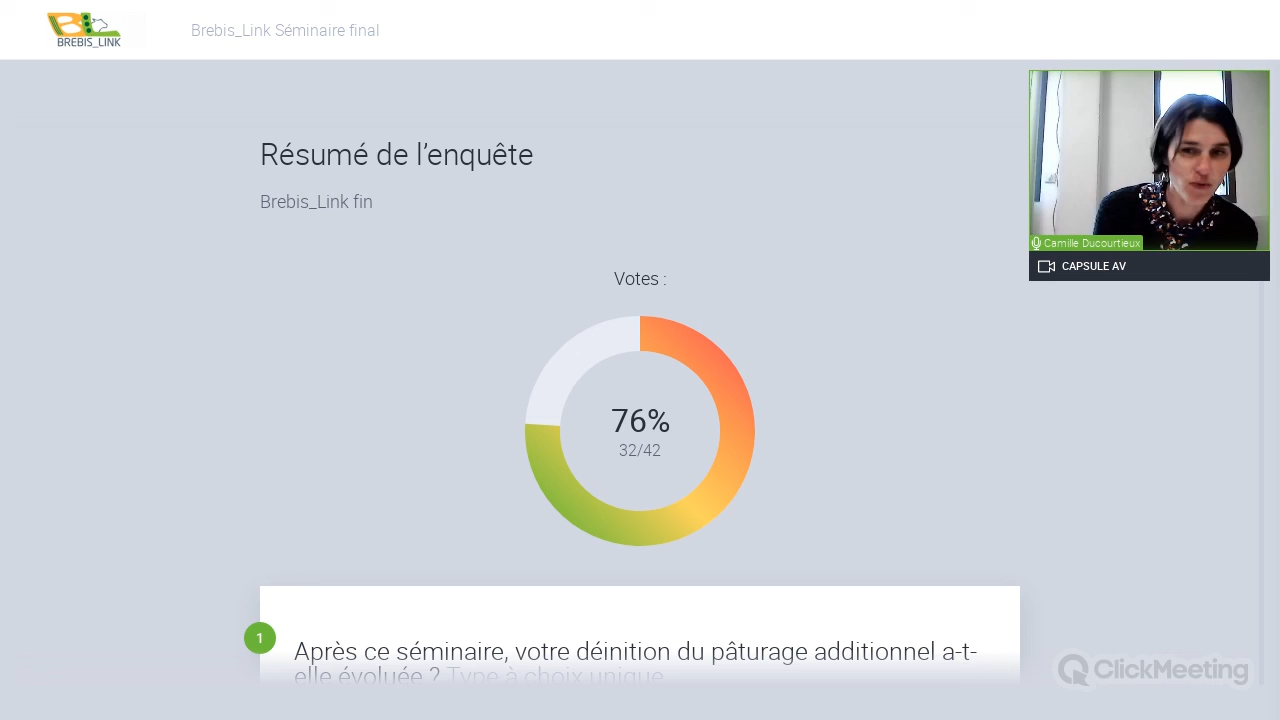 BREBIS_LINK
Brebis_Link Séminaire final
Résumé de l'enquête
Brebis_Link fin
Camille Ducourtieux
CAPSULE AV
Votes :
76%
32/42
1
Après ce séminaire, votre déinition du pâturage additionnel a-t-
elle évoluée ? Type à choix unique
ClickMeeting